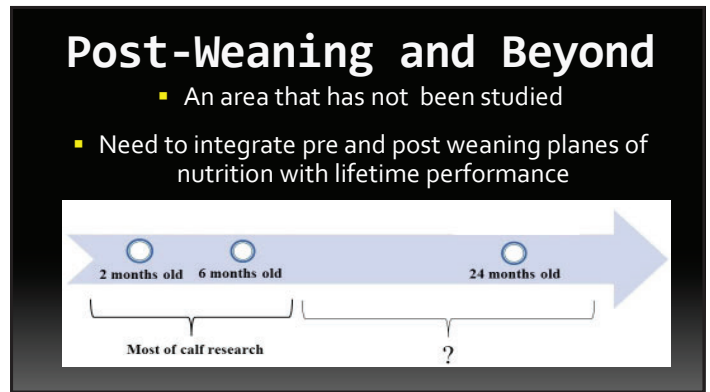 Post-Weaning and Beyond
▪ An area that has not been studied
▪ Need to integrate pre and post weaning planes of
nutrition with lifetime performance
2 months old 6 months old 24 months old
Most of calf research ?